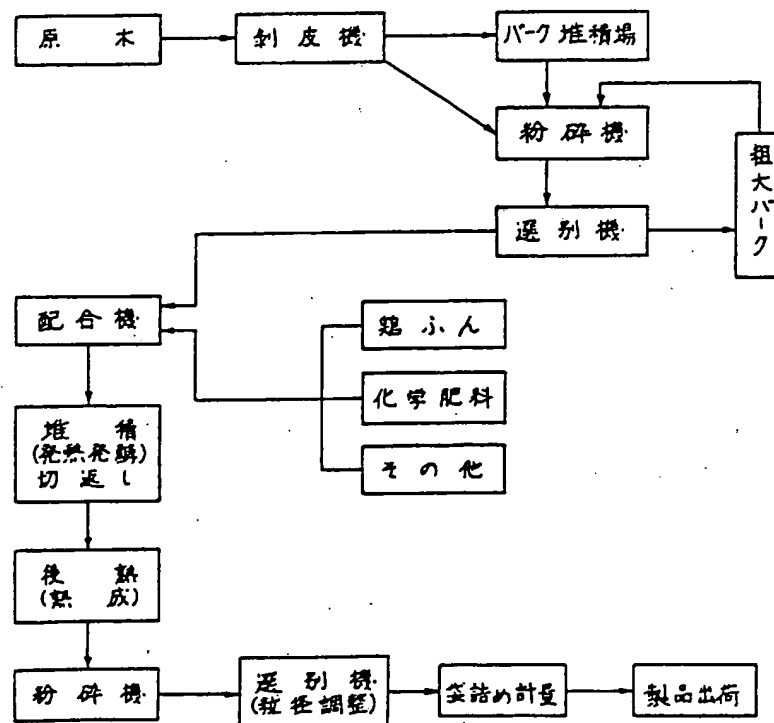 原木
剝皮機
バーク堆積場
粉砕機
粗大バーク
選別機
配合機
鶏ふん
化学肥料
その他
堆積
(発熱発酵)
切返し
後熟
(熟成)
粉砕機
選別機
(粒径調整)
袋詰め計量
製品出荷